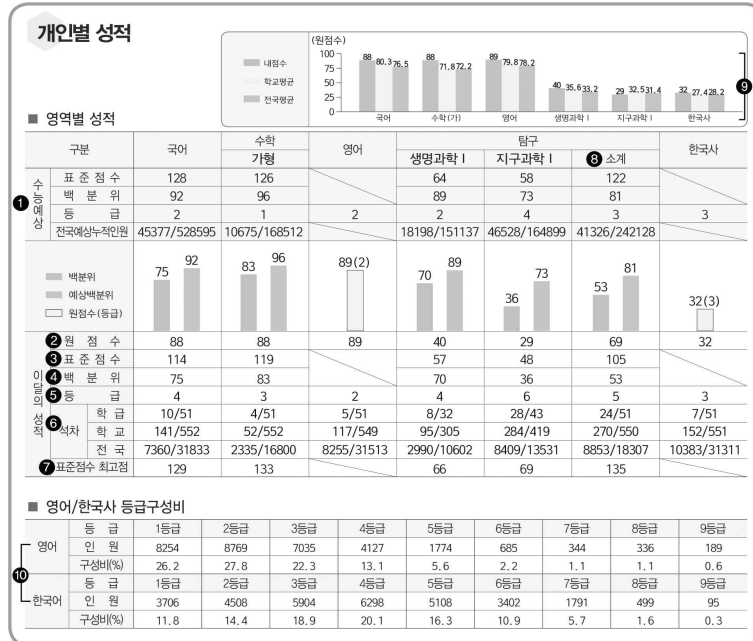 개인별 성적
(원점수)
100
75
50
25
0
내점수
학교평균
전국평균
88 80.3 76.5
88 71.8 72.2
89 79.8 78.2
40 35.6 33.2
29 32.5 31.4
32 27.4 28.2
국어 수학(가) 영어 생명과학Ⅰ 지구과학Ⅰ 한국사
❾
■ 영역별 성적
구분 국어 수학 영어 탐구 한국사
가형 생명과학Ⅰ 지구과학Ⅰ ❽ 소계
❶ 수능예상
표준점수 128 126 64 58 122
백분위 92 96 89 73 81
등급 2 1 2 2 4 3 3
전국예상누적인원 45377/528595 10675/168512 18198/151137 46528/164899 41326/242128
백분위
예상백분위
원점수(등급)
75 92 83 96 89(2) 70 89 36 73 53 81 32(3)
이달의 성적
❷ 원점수 88 88 89 40 29 69 32
❸ 표준점수 114 119 57 48 105
❹ 백분위 75 83 70 36 53
❺ 등급 4 3 2 4 6 5 3
❻ 석차
학급 10/51 4/51 5/51 8/32 28/43 24/51 7/51
학교 141/552 52/552 117/549 95/305 284/419 270/550 152/551
전국 7360/31833 2335/16800 8255/31513 2990/10602 8409/13531 8853/18307 10383/31311
❼ 표준점수 최고점 129 133 66 69 135
■ 영어/한국사 등급구성비
❿
영어
등급 1등급 2등급 3등급 4등급 5등급 6등급 7등급 8등급 9등급
인원 8254 8769 7035 4127 1774 685 344 336 189
구성비(%) 26.2 27.8 22.3 13.1 5.6 2.2 1.1 1.1 0.6
한국어
등급 1등급 2등급 3등급 4등급 5등급 6등급 7등급 8등급 9등급
인원 3706 4508 5904 6298 5108 3402 1791 499 95
구성비(%) 11.8 14.4 18.9 20.1 16.3 10.9 5.7 1.6 0.3